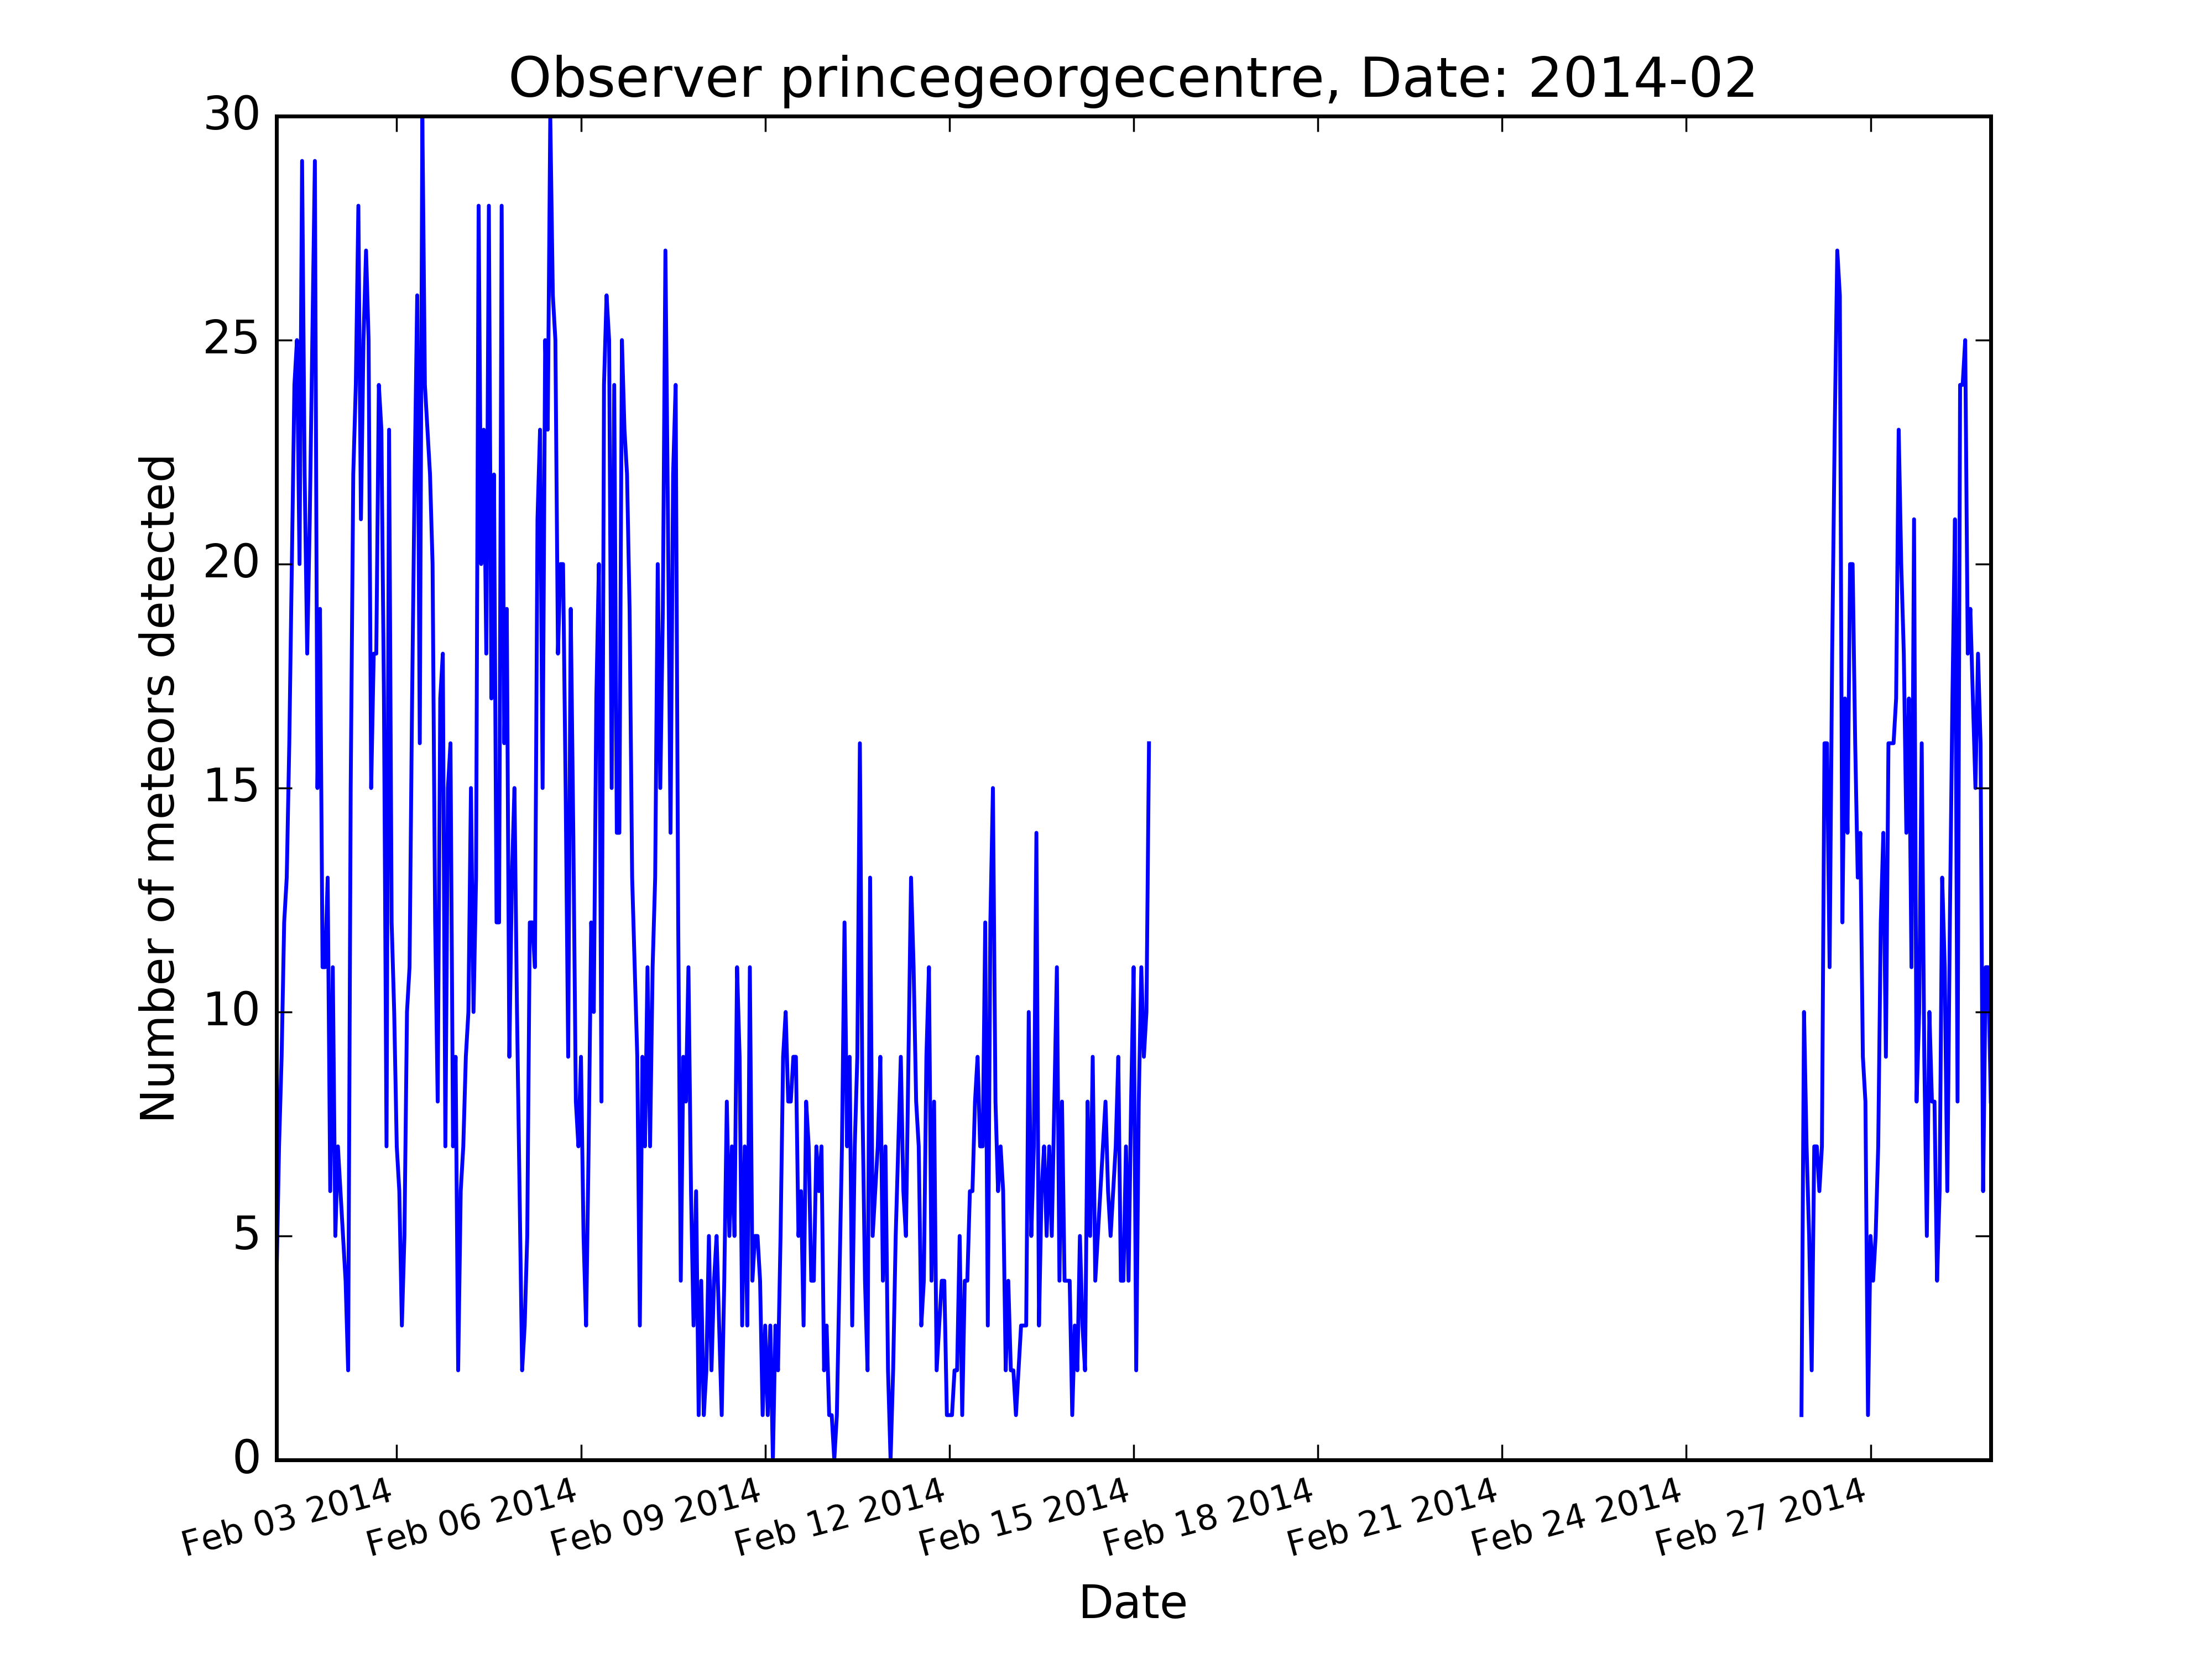 Observer princegeorgecentre, Date: 2014-02
30
25
20
15
10
5
0
Number of meteors detected
Feb 03 2014
Feb 06 2014
Feb 09 2014
Feb 12 2014
Feb 15 2014
Feb 18 2014
Feb 21 2014
Feb 24 2014
Feb 27 2014
Date